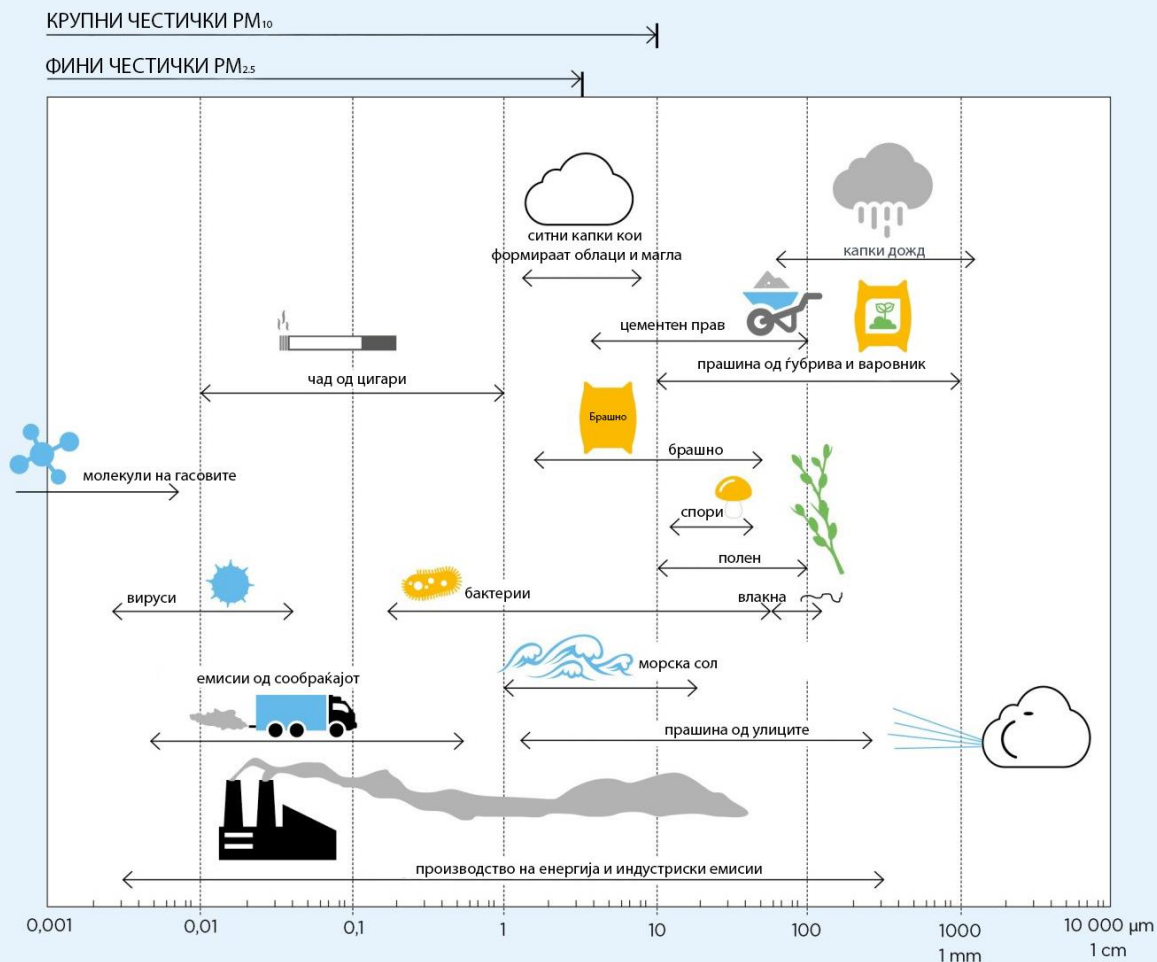 КРУПНИ ЧЕСТИЧКИ PM10
ФИНИ ЧЕСТИЧКИ PM2.5
ситни капки кои
формираат облаци и магла
капки дожд
цементен прав
прашина од ѓубрива и варовник
чад од цигари
Брашно
брашно
молекули на гасовите
спори
полен
вируси
бактерии
влакна
морска сол
емисии од сообраќајот
прашина од улиците
производство на енергија и индустриски емисии
0,001 0,01 0,1 1 10 100 1000 10 000 µm
1 mm 1 cm